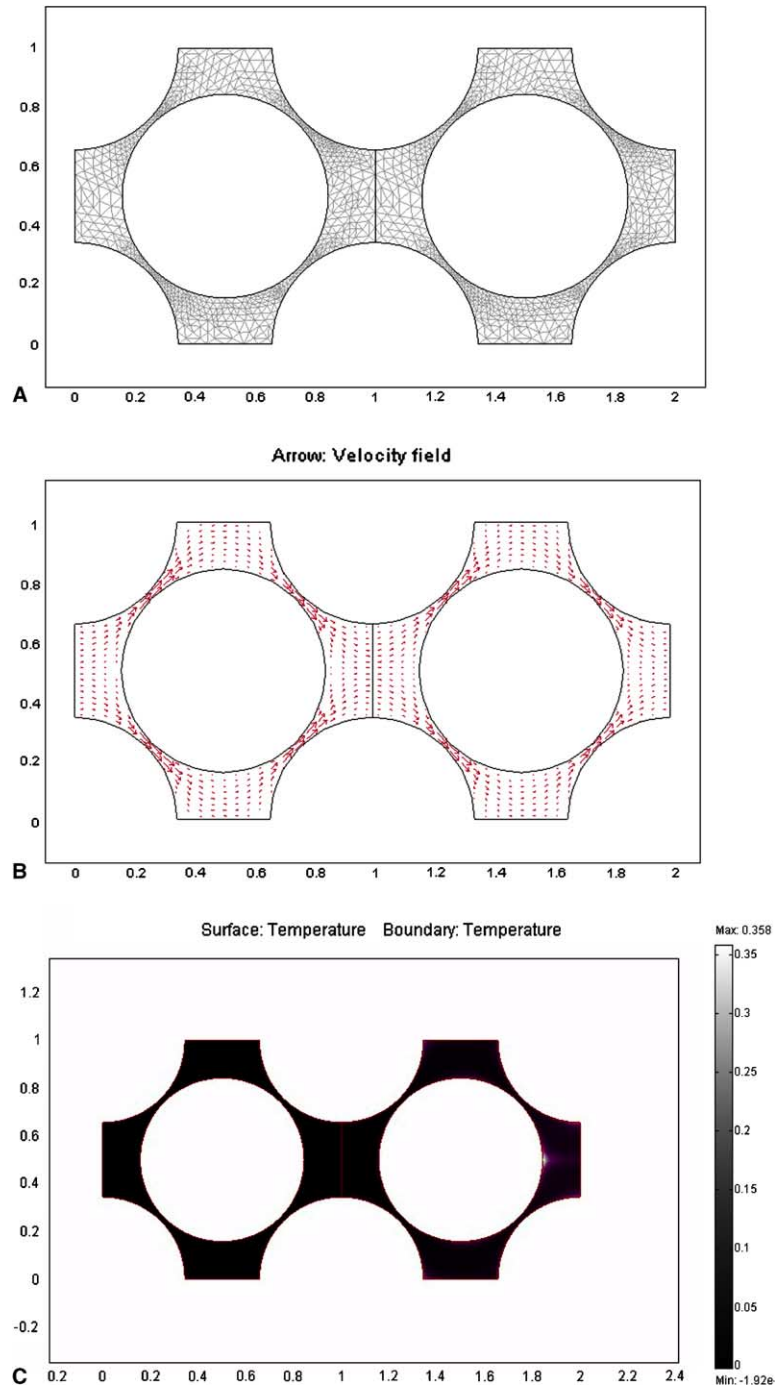 1
0.8
0.6
0.4
0.2
0
A
0 0.2 0.4 0.6 0.8 1 1.2 1.4 1.6 1.8 2
Arrow: Velocity field
1
0.8
0.6
0.4
0.2
0
B
0 0.2 0.4 0.6 0.8 1 1.2 1.4 1.6 1.8 2
Surface: Temperature Boundary: Temperature
Max: 0.358
1.2
1
0.8
0.6
0.4
0.2
0
-0.2
0.35
0.3
0.25
0.2
0.15
0.1
0.05
0
C
0.2 0 0.2 0.4 0.6 0.8 1 1.2 1.4 1.6 1.8 2 2.2 2.4
Min: -1.92e-